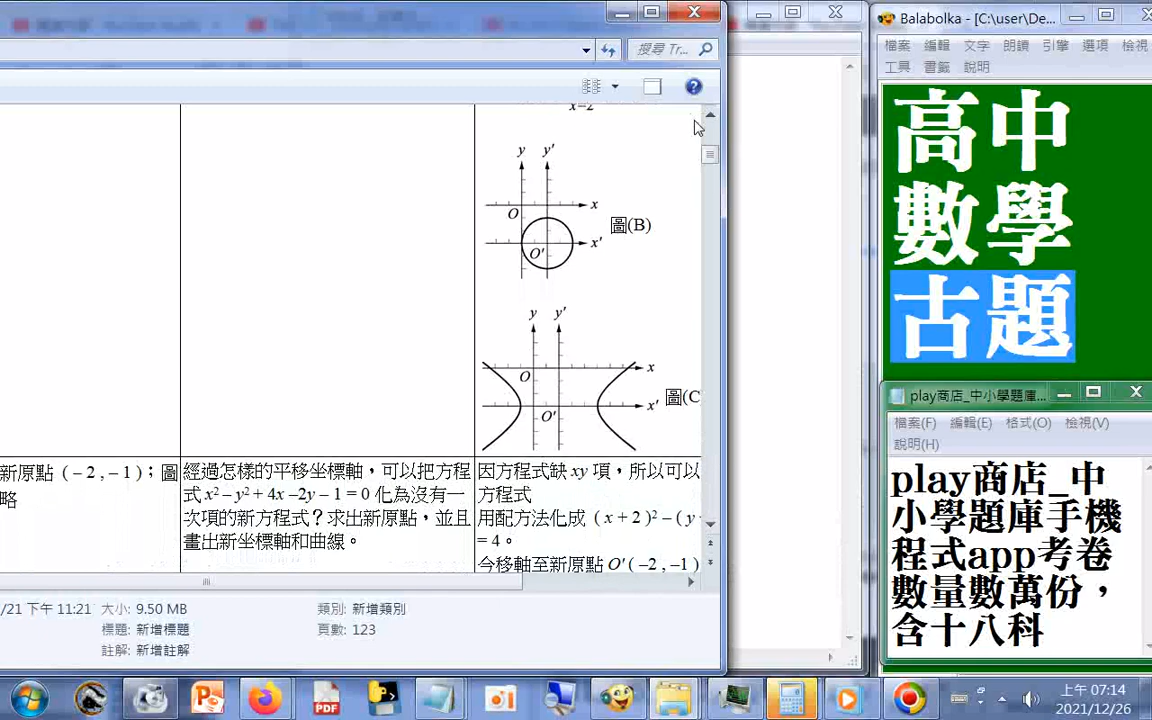 搜尋 Tr...
x=2
y y'
x
O
圖(B)
x'
O'
y y'
x
O
圖(C
x'
O'
新原點 (−2 , −1)；圖
略
經過怎樣的平移坐標軸，可以把方程
式 x² − y² + 4x −2y − 1 = 0 化為沒有一
次項的新方程式？求出新原點，並且
畫出新坐標軸和曲線。
因方程式缺 xy 項，所以可以
方程式
用配方法化成 (x + 2)² − (y
= 4。
今移軸至新原點 O'(−2 , −1)
/21 下午 11:21 大小: 9.50 MB 類別: 新增類別
標題: 新增標題 頁數: 123
註解: 新增註解
Balabolka - [C:\user\De...
檔案 編輯 文字 朗讀 引擎 選項 檢視
工具 書籤 說明
高中
數學
古題
play商店_中小學題庫...
檔案(F) 編輯(E) 格式(O) 檢視(V)
說明(H)
play商店_中
小學題庫手機
程式app考卷
數量數萬份，
含十八科
PDF
上午 07:14
2021/12/26